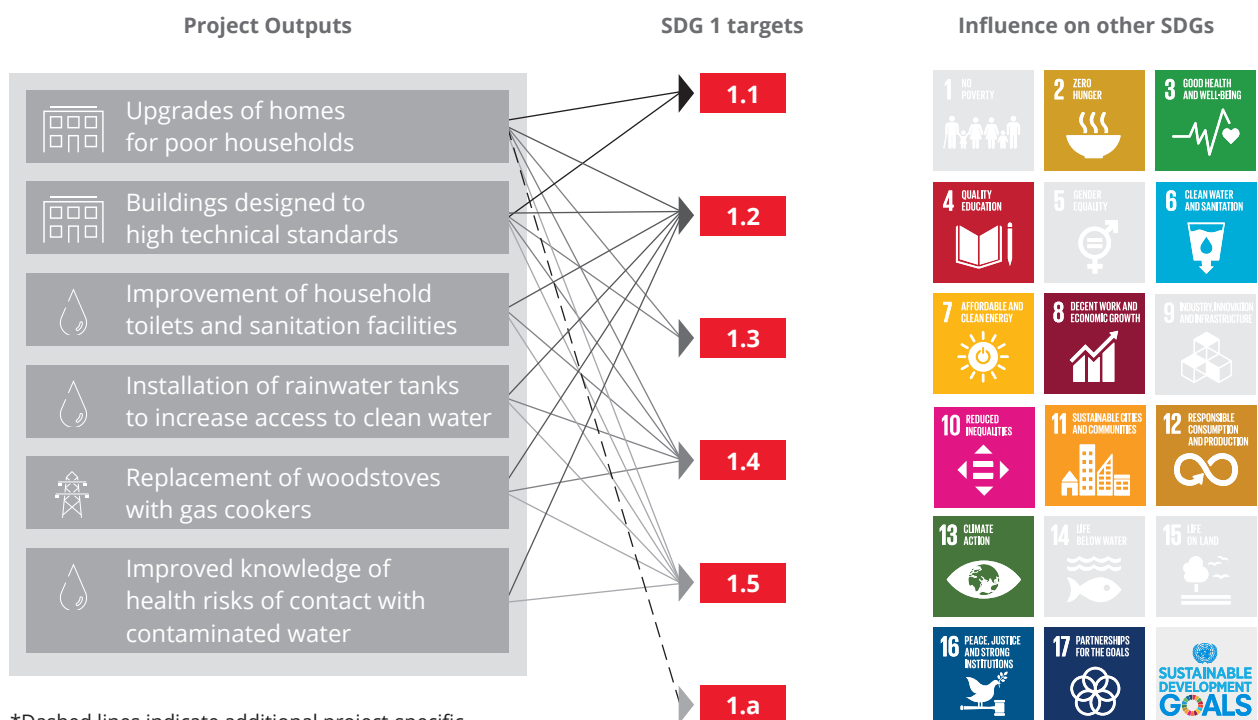 Project Outputs
SDG 1 targets
Influence on other SDGs
Upgrades of homes
for poor households
Buildings designed to
high technical standards
Improvement of household
toilets and sanitation facilities
Installation of rainwater tanks
to increase access to clean water
Replacement of woodstoves
with gas cookers
Improved knowledge of
health risks of contact with
contaminated water
1.1
1.2
1.3
1.4
1.5
1.a
1 NO
POVERTY
2 ZERO
HUNGER
3 GOOD HEALTH
AND WELL-BEING
4 QUALITY
EDUCATION
5 GENDER
EQUALITY
6 CLEAN WATER
AND SANITATION
7 AFFORDABLE AND
CLEAN ENERGY
8 DECENT WORK AND
ECONOMIC GROWTH
9 INDUSTRY, INNOVATION
AND INFRASTRUCTURE
10 REDUCED
INEQUALITIES
11 SUSTAINABLE CITIES
AND COMMUNITIES
12 RESPONSIBLE
CONSUMPTION
AND PRODUCTION
13 CLIMATE
ACTION
14 LIFE
BELOW WATER
15 LIFE
ON LAND
16 PEACE, JUSTICE
AND STRONG
INSTITUTIONS
17 PARTNERSHIPS
FOR THE GOALS
SUSTAINABLE
DEVELOPMENT
GOALS
*Dashed lines indicate additional project specific